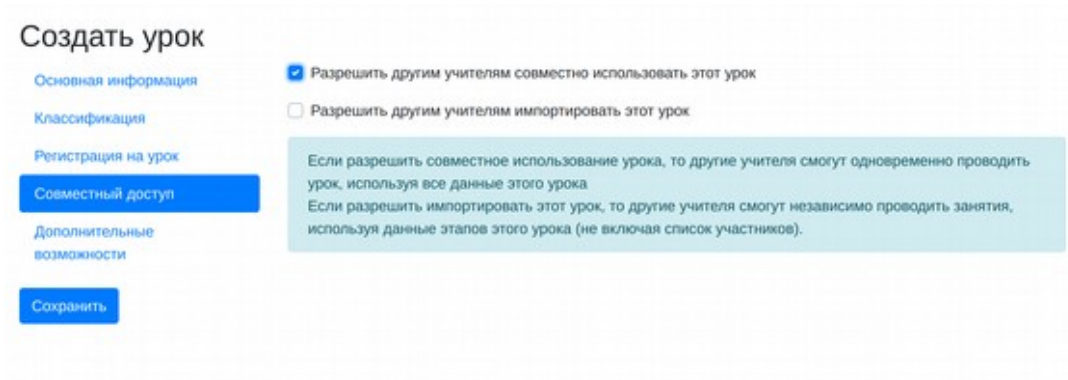 Создать урок
Основная информация
Классификация
Регистрация на урок
Совместный доступ
Дополнительные
возможности
Сохранить
Разрешить другим учителям совместно использовать этот урок
Разрешить другим учителям импортировать этот урок
Если разрешить совместное использование урока, то другие учителя смогут одновременно проводить
урок, используя все данные этого урока
Если разрешить импортировать этот урок, то другие учителя смогут независимо проводить занятия,
используя данные этапов этого урока (не включая список участников).